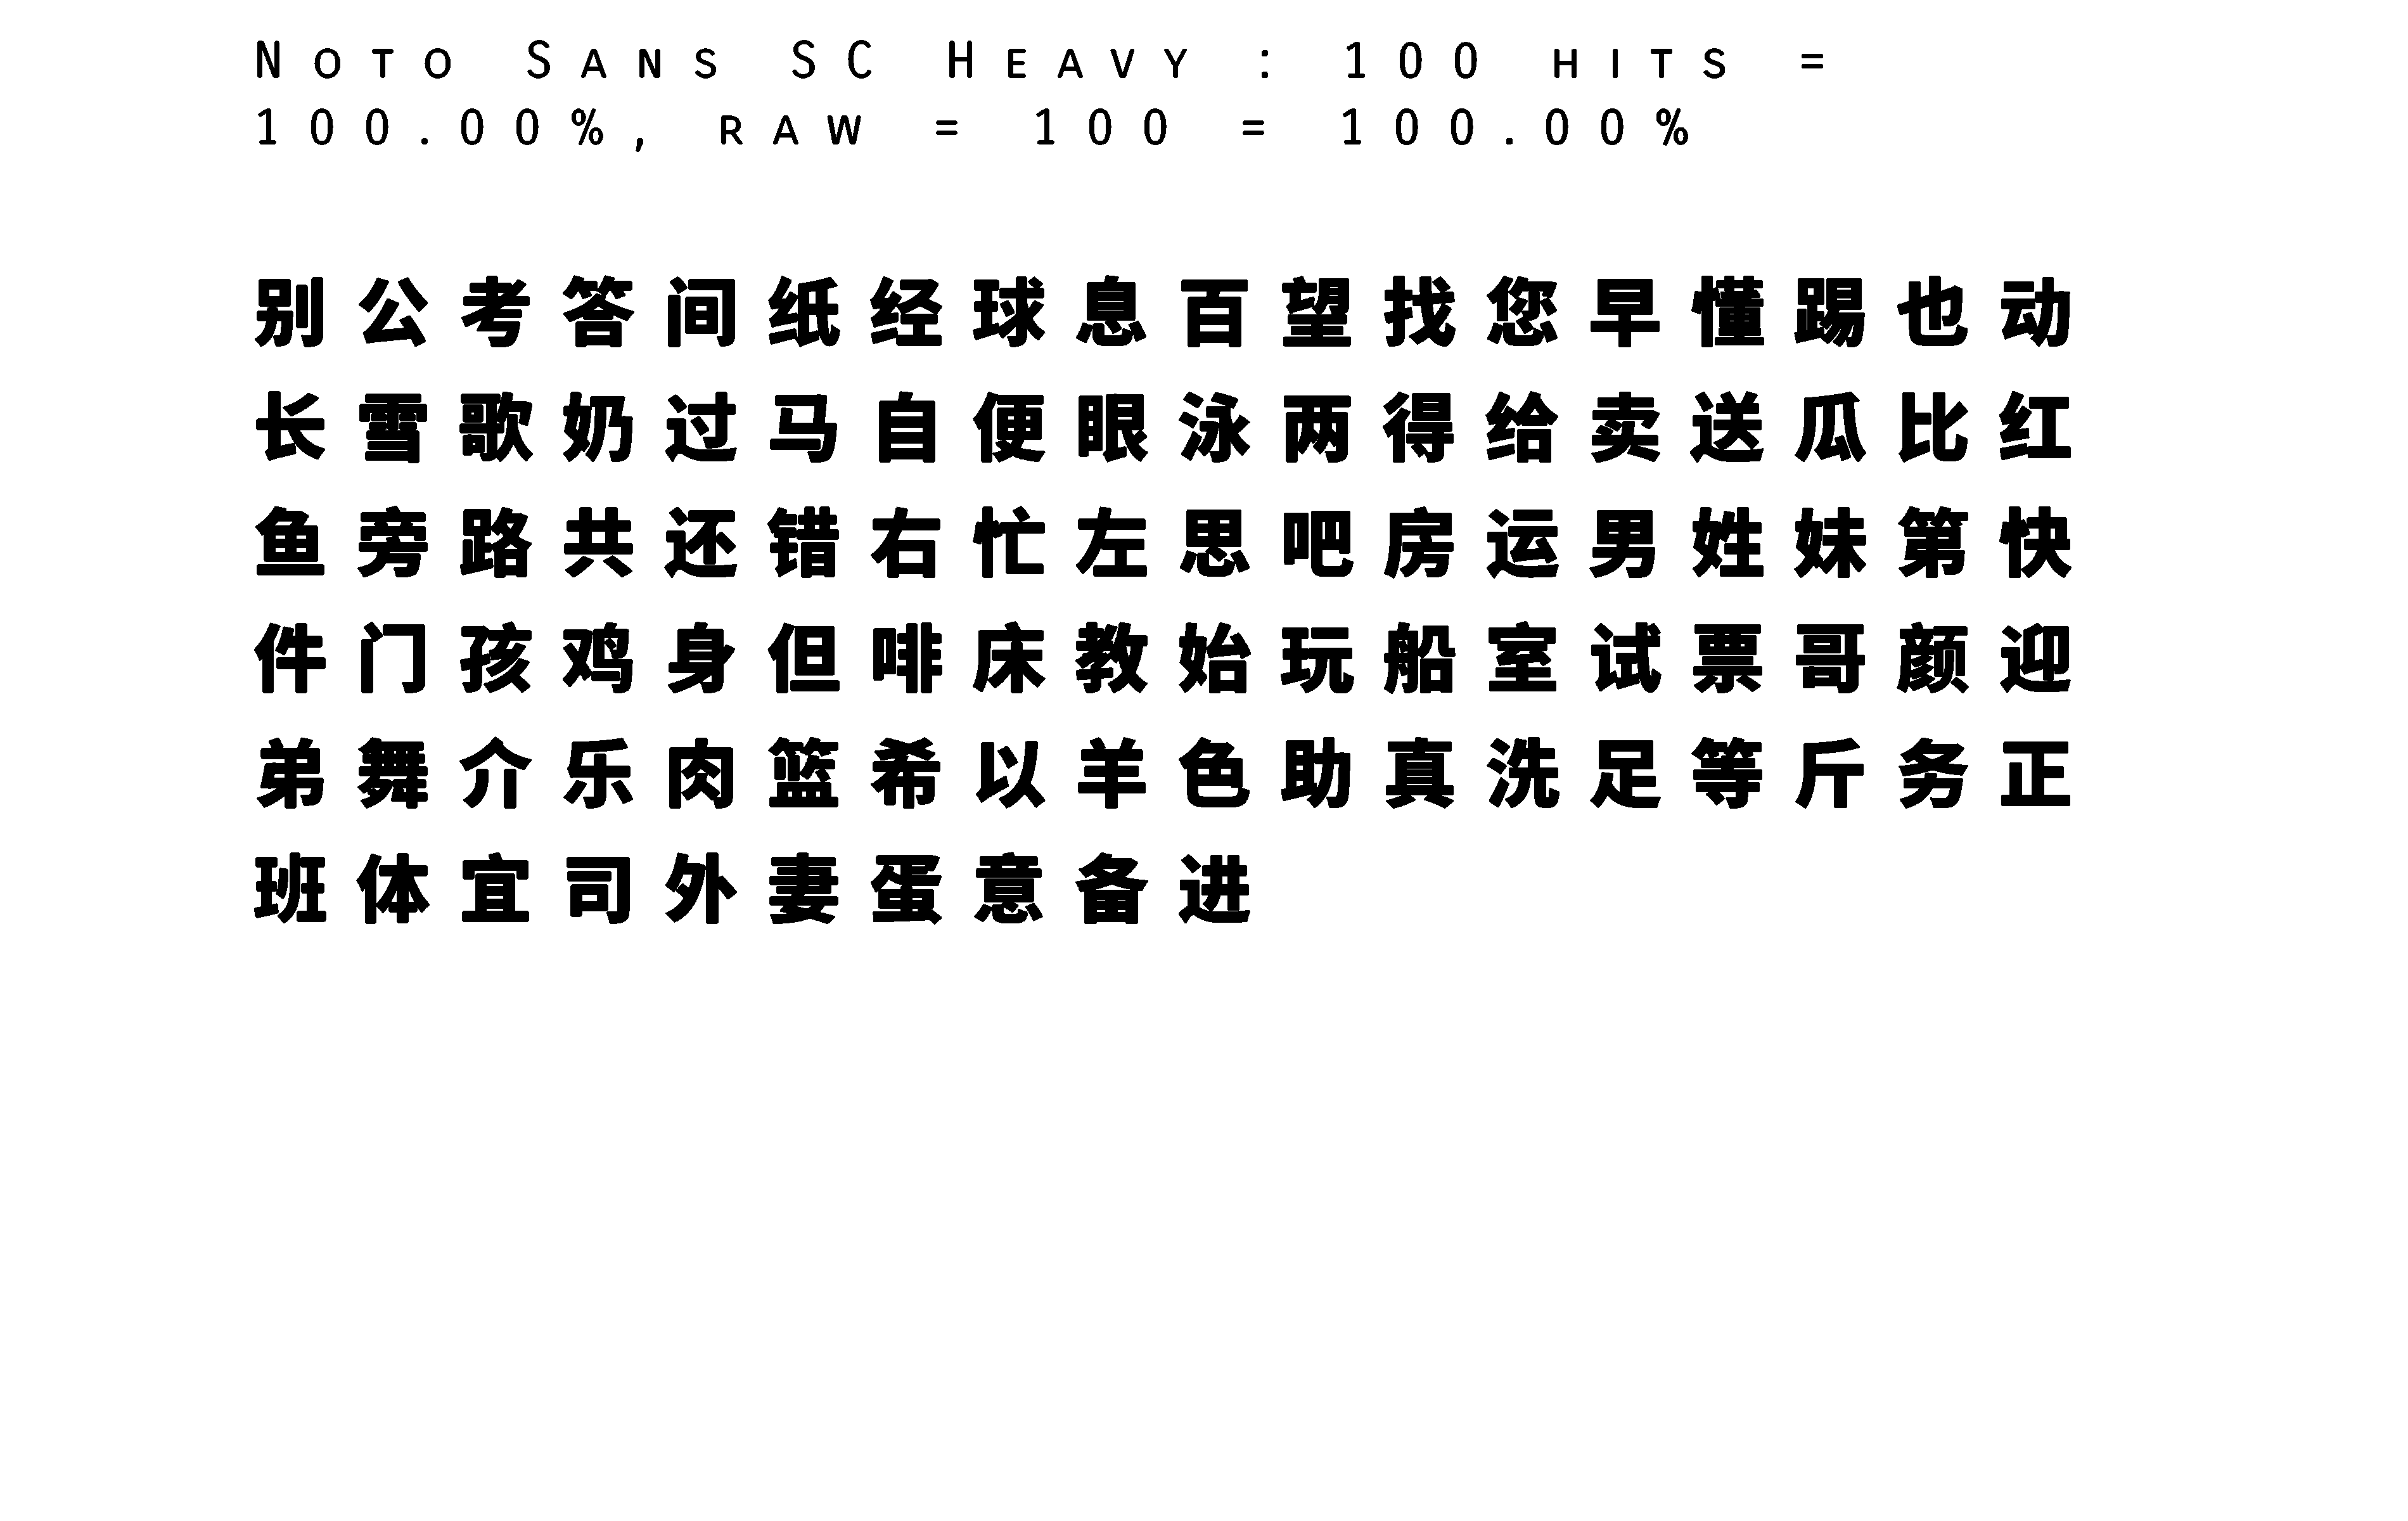 Noto Sans SC Heavy : 100 hits =
100.00%, raw = 100 = 100.00%
别公考答间纸经球息百望找您早懂踢也动
长雪歌奶过马自便眼泳两得给卖送瓜比红
鱼旁路共还错右忙左思吧房运男姓妹第快
件门孩鸡身但啡床教始玩船室试票哥颜迎
弟舞介乐肉篮希以羊色助真洗足等斤务正
班体宜司外妻蛋意备进